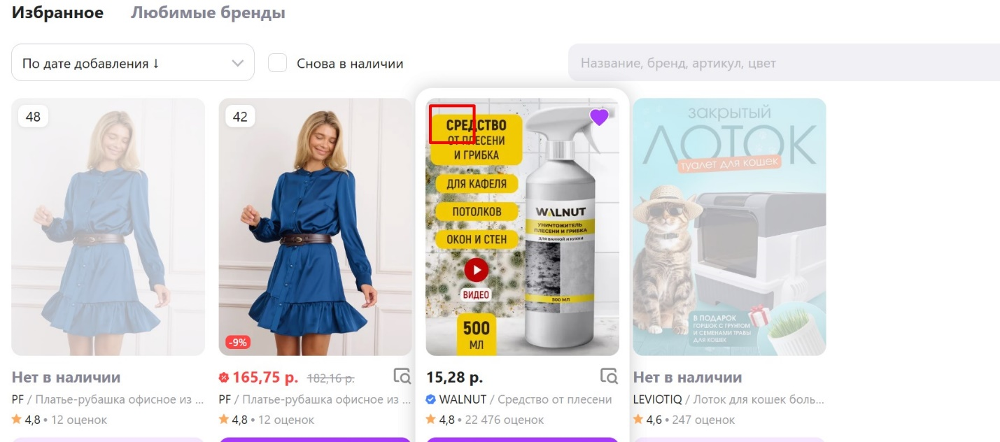 Избранное Любимые бренды
По дате добавления ↓ Снова в наличии Название, бренд, артикул, цвет
48
42
-9%
СРЕДСТВО
ОТ ПЛЕСЕНИ
И ГРИБКА
ДЛЯ КАФЕЛЯ
ПОТОЛКОВ
ОКОН И СТЕН
ВИДЕО
500
МЛ
WALNUT
УНИЧТОЖИТЕЛЬ
ПЛЕСЕНИ И ГРИБКА
ДЛЯ ВАННОЙ И КУХНИ
500 МЛ
закрытый
ЛОТОК
туалет для кошек
В ПОДАРОК
ГОРШОК С ГРУНТОМ
И СЕМЕНАМИ ТРАВЫ
ДЛЯ КОШЕК
Нет в наличии
PF / Платье-рубашка офисное из ...
4,8 • 12 оценок
165,75 р. 182,16 р.
PF / Платье-рубашка офисное из ...
4,8 • 12 оценок
15,28 р.
WALNUT / Средство от плесени
4,8 • 22 476 оценок
Нет в наличии
LEVIOTIQ / Лоток для кошек боль...
4,6 • 247 оценок